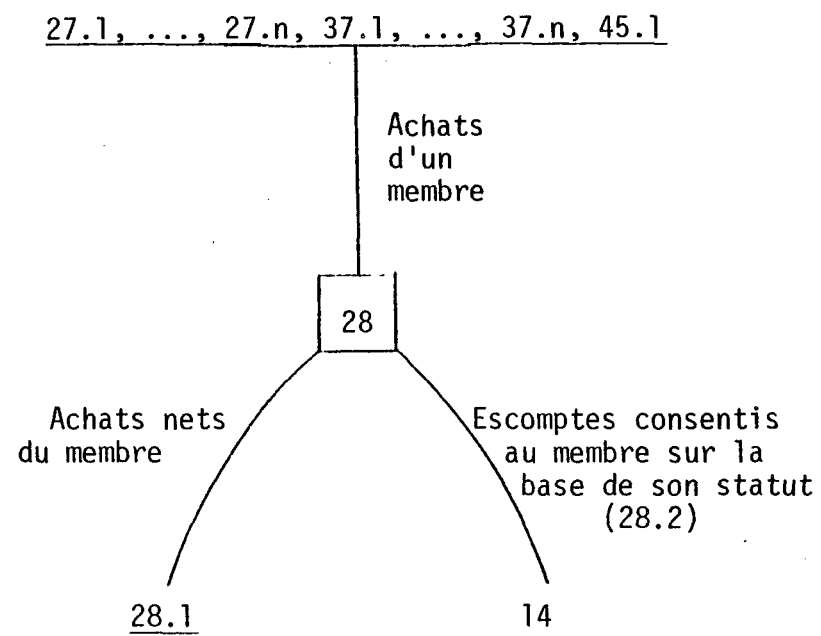 27.1, ..., 27.n, 37.1, ..., 37.n, 45.1
Achats
d'un
membre
28
Achats nets
du membre
Escomptes consentis
au membre sur la
base de son statut
(28.2)
28.1
14